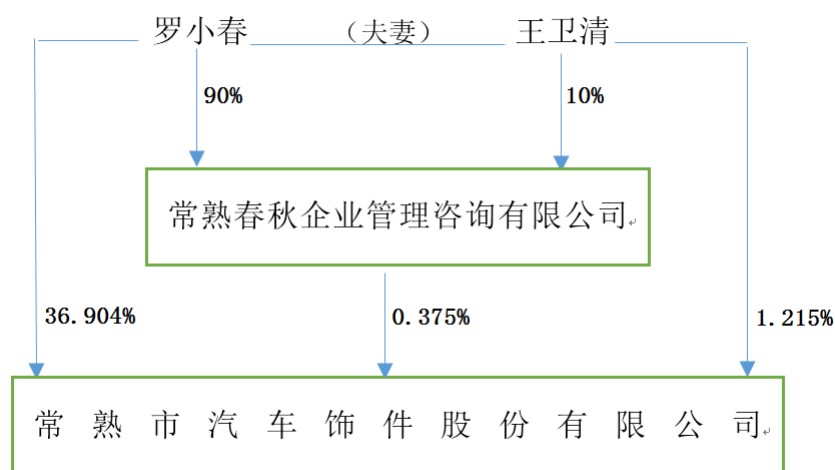 罗小春 （夫妻） 王卫清
90% 10%
常熟春秋企业管理咨询有限公司
36.904% 0.375% 1.215%
常熟市汽车饰件股份有限公司